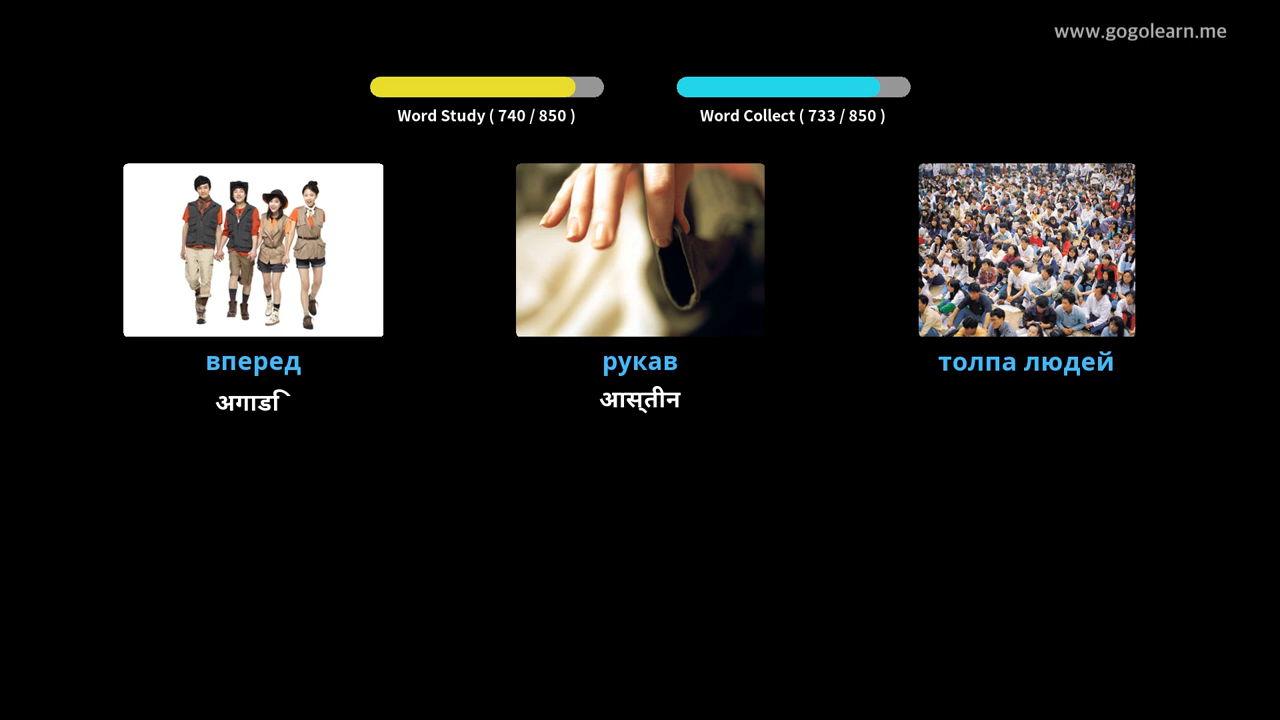 www.gogolearn.me
Word Study ( 740 / 850 )
Word Collect ( 733 / 850 )
вперед
рукав
толпа людей
अगाडि
आस्तीन